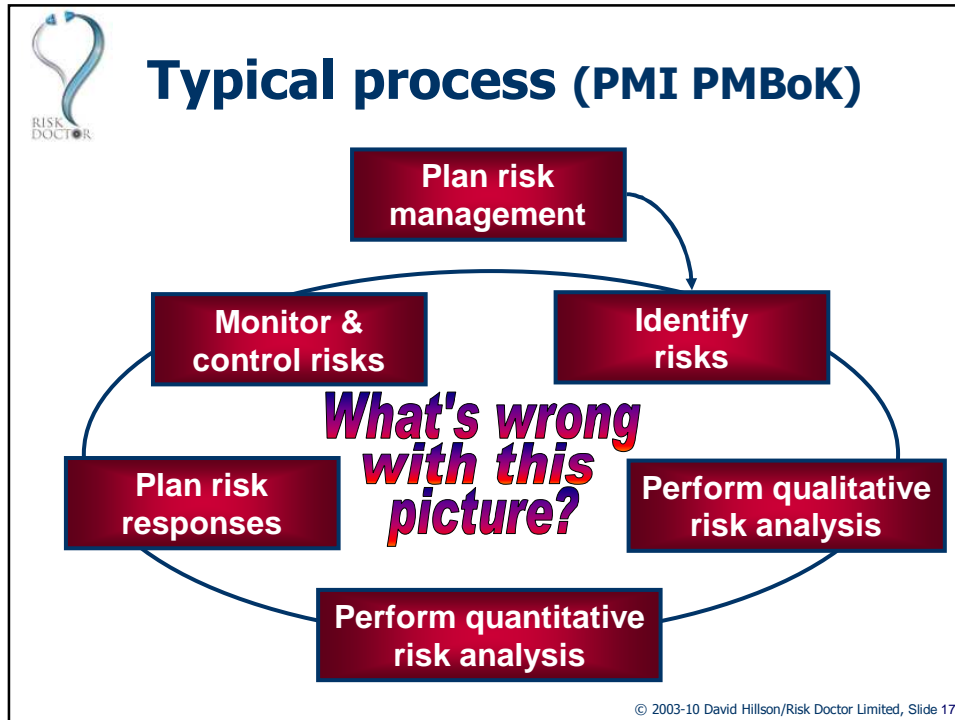 RISK
DOCTOR
Typical process (PMI PMBoK)
Plan risk
management
Monitor &
control risks
Identify
risks
What's wrong
with this
picture?
Plan risk
responses
Perform qualitative
risk analysis
Perform quantitative
risk analysis
© 2003-10 David Hillson/Risk Doctor Limited, Slide 17